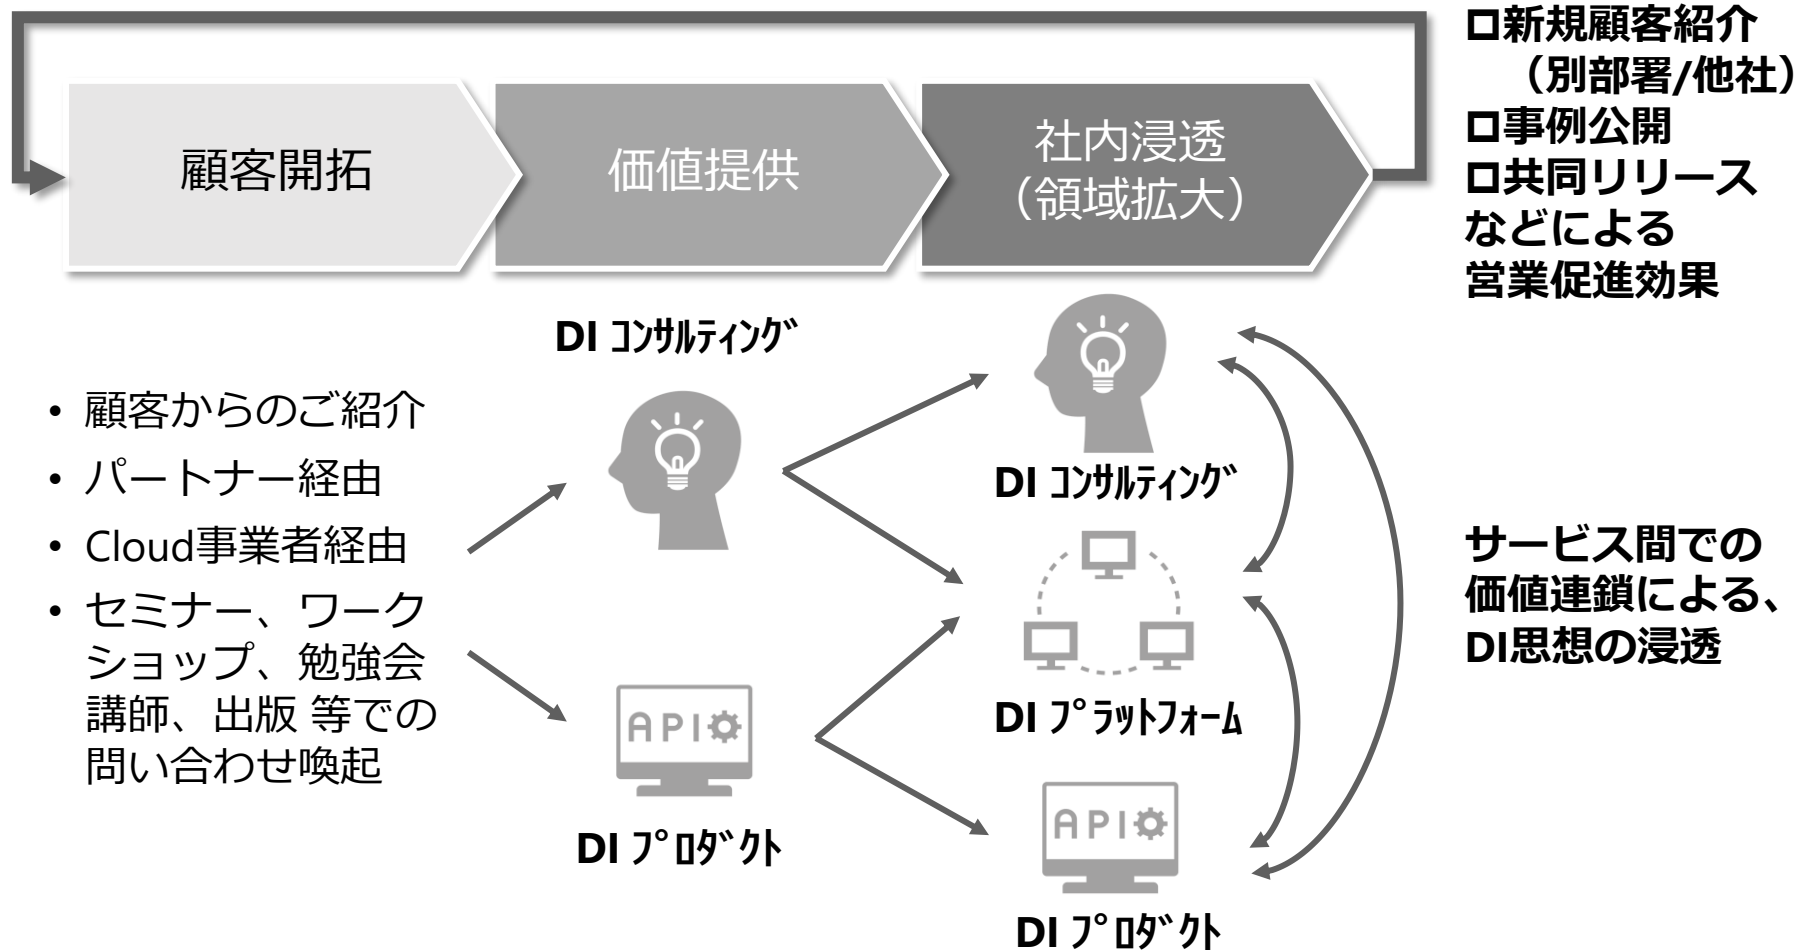 顧客開拓
価値提供
社内浸透
（領域拡大）
□新規顧客紹介
（別部署/他社）
□事例公開
□共同リリース
などによる
営業促進効果
• 顧客からのご紹介
• パートナー経由
• Cloud事業者経由
• セミナー、ワーク
ショップ、勉強会
講師、出版 等での
問い合わせ喚起
DI ｺﾝｻﾙﾃｨﾝｸﾞ
API
DI ﾌﾟﾛﾀﾞｸﾄ
DI ｺﾝｻﾙﾃｨﾝｸﾞ
DI ﾌﾟﾗｯﾄﾌｫｰﾑ
API
DI ﾌﾟﾛﾀﾞｸﾄ
サービス間での
価値連鎖による、
DI思想の浸透